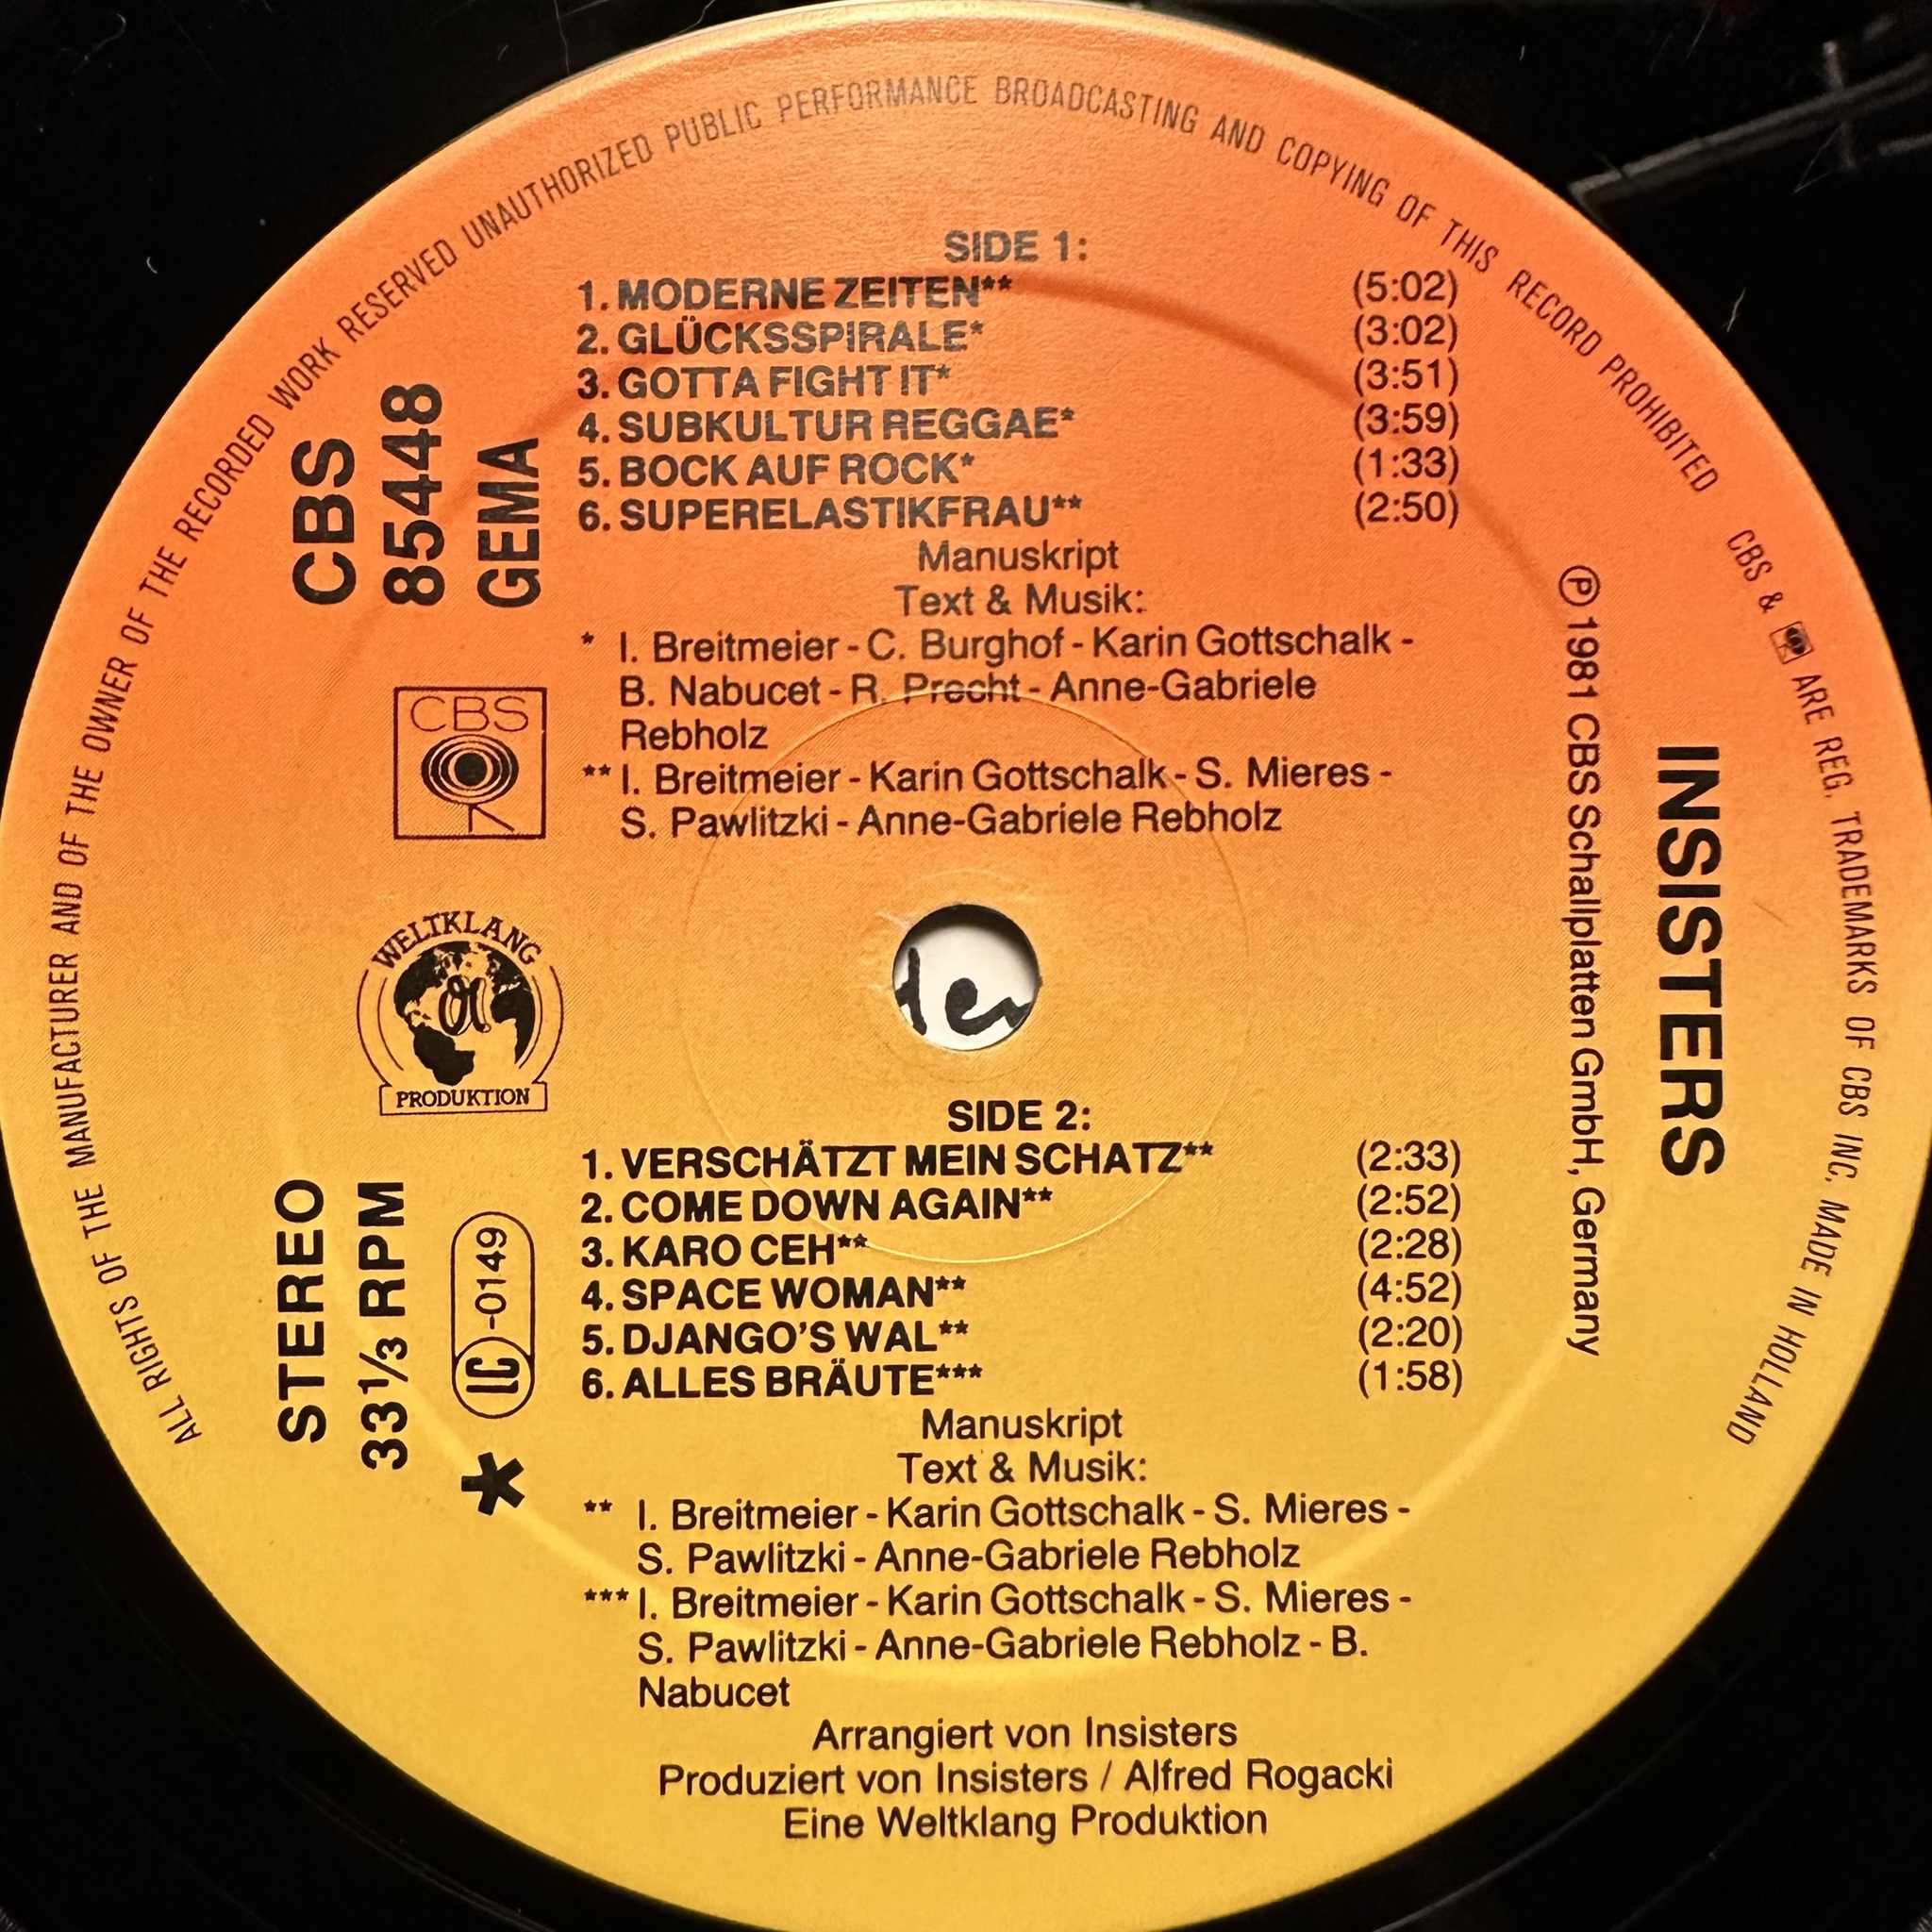 ALL RIGHTS OF THE MANUFACTURER AND OF THE OWNER OF THE RECORDED WORK RESERVED UNAUTHORIZED PUBLIC PERFORMANCE BROADCASTING AND COPYING OF THIS RECORD PROHIBITED
CBS & ARE REG. TRADEMARKS OF CBS INC. MADE IN HOLLAND
CBS
85448
GEMA
CBS
WELTKLANG
PRODUKTION
STEREO
33⅓ RPM
LC-0149
*
SIDE 1:
1. MODERNE ZEITEN** (5:02)
2. GLÜCKSSPIRALE* (3:02)
3. GOTTA FIGHT IT* (3:51)
4. SUBKULTUR REGGAE* (3:59)
5. BOCK AUF ROCK* (1:33)
6. SUPERELASTIKFRAU** (2:50)
Manuskript
Text & Musik:
* I. Breitmeier - C. Burghof - Karin Gottschalk -
B. Nabucet - R. Precht - Anne-Gabriele
Rebholz
** I. Breitmeier - Karin Gottschalk - S. Mieres -
S. Pawlitzki - Anne-Gabriele Rebholz
SIDE 2:
1. VERSCHÄTZT MEIN SCHATZ** (2:33)
2. COME DOWN AGAIN** (2:52)
3. KARO CEH** (2:28)
4. SPACE WOMAN** (4:52)
5. DJANGO'S WAL** (2:20)
6. ALLES BRÄUTE*** (1:58)
Manuskript
Text & Musik:
** I. Breitmeier - Karin Gottschalk - S. Mieres -
S. Pawlitzki - Anne-Gabriele Rebholz
*** I. Breitmeier - Karin Gottschalk - S. Mieres -
S. Pawlitzki - Anne-Gabriele Rebholz - B.
Nabucet
Arrangiert von Insisters
Produziert von Insisters / Alfred Rogacki
Eine Weltklang Produktion
℗ 1981 CBS Schallplatten GmbH, Germany
INSISTERS